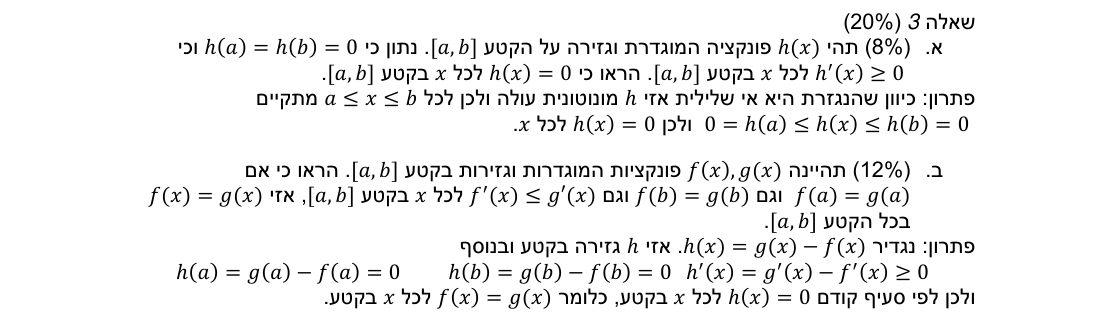 שאלה 3 (20%)
א. (8%) תהי h(x) פונקציה המוגדרת וגזירה על הקטע [a, b]. נתון כי h(a) = h(b) = 0 וכי
h′(x) ≥ 0 לכל x בקטע [a, b]. הראו כי h(x) = 0 לכל x בקטע [a, b].
פתרון: כיוון שהנגזרת היא אי שלילית אזי h מונוטונית עולה ולכן לכל a ≤ x ≤ b מתקיים
0 = h(a) ≤ h(x) ≤ h(b) = 0 ולכן h(x) = 0 לכל x.
ב. (12%) תהיינה f(x), g(x) פונקציות המוגדרות וגזירות בקטע [a, b]. הראו כי אם
f(a) = g(a) וגם f(b) = g(b) וגם f′(x) ≤ g′(x) לכל x בקטע [a, b], אזי f(x) = g(x)
בכל הקטע [a, b].
פתרון: נגדיר h(x) = g(x) − f(x). אזי h גזירה בקטע ובנוסף
h(a) = g(a) − f(a) = 0 h(b) = g(b) − f(b) = 0 h′(x) = g′(x) − f′(x) ≥ 0
ולכן לפי סעיף קודם h(x) = 0 לכל x בקטע, כלומר f(x) = g(x) לכל x בקטע.